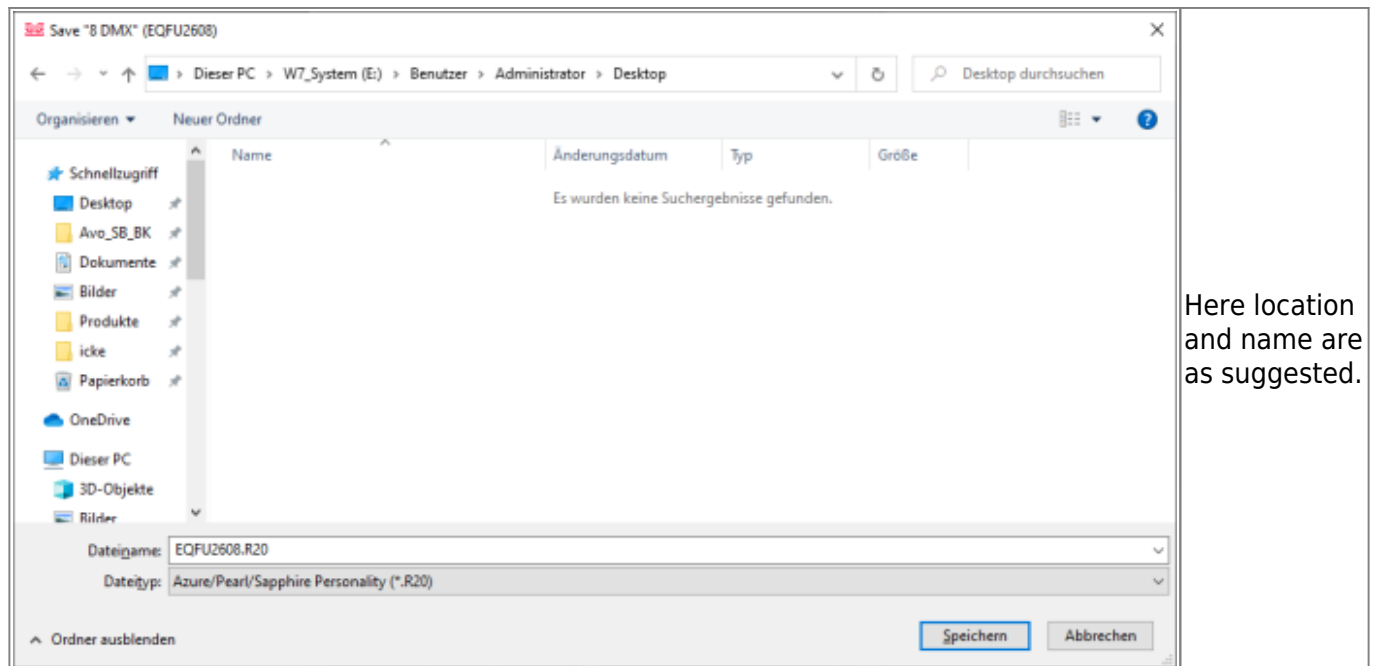 Save "8 DMX" (EQFU2608)
Dieser PC > W7_System (E:) > Benutzer > Administrator > Desktop
Desktop durchsuchen
Organisieren
Neuer Ordner
Name
Änderungsdatum
Typ
Größe
Es wurden keine Suchergebnisse gefunden.
Schnellzugriff
Desktop
Avo_SB_BK
Dokumente
Bilder
Produkte
icke
Papierkorb
OneDrive
Dieser PC
3D-Objekte
Bilder
Dateiname: EQFU2608.R20
Dateityp: Azure/Pearl/Sapphire Personality (*.R20)
Ordner ausblenden
Speichern
Abbrechen
Here location
and name are
as suggested.